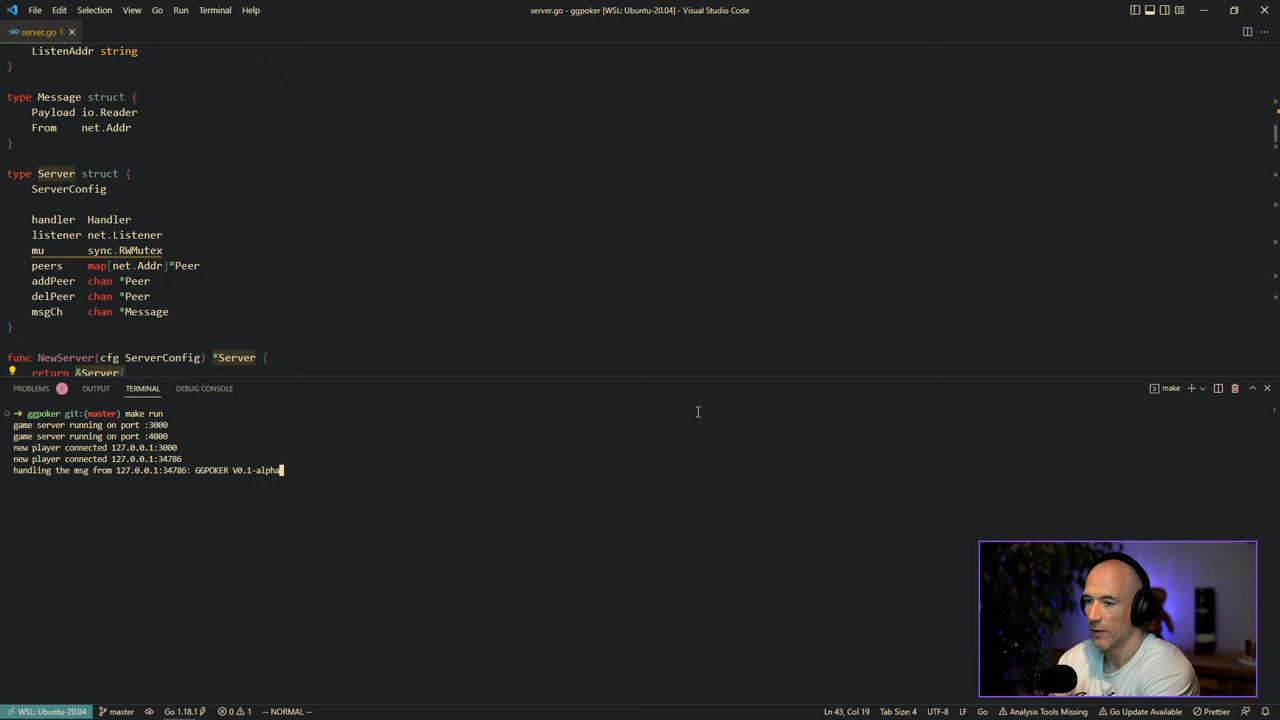 File Edit Selection View Go Run Terminal Help
server.go - ggpoker [WSL: Ubuntu-20.04] - Visual Studio Code
server.go 1
ListenAddr string
}
type Message struct {
Payload io.Reader
From net.Addr
}
type Server struct {
ServerConfig
handler Handler
listener net.Listener
mu sync.RWMutex
peers map[net.Addr]*Peer
addPeer chan *Peer
delPeer chan *Peer
msgCh chan *Message
}
func NewServer(cfg ServerConfig) *Server {
return &Server{
PROBLEMS 1 OUTPUT TERMINAL DEBUG CONSOLE
make
ggpoker git:(master) make run
game server running on port :3000
game server running on port :4000
new player connected 127.0.0.1:3000
new player connected 127.0.0.1:34786
handling the msg from 127.0.0.1:34786: GGPOKER V0.1-alpha
WSL: Ubuntu-20.04 master Go 1.18.1 0 1 -- NORMAL --
Ln 43, Col 19 Tab Size: 4 UTF-8 LF Go Analysis Tools Missing Go Update Available Prettier